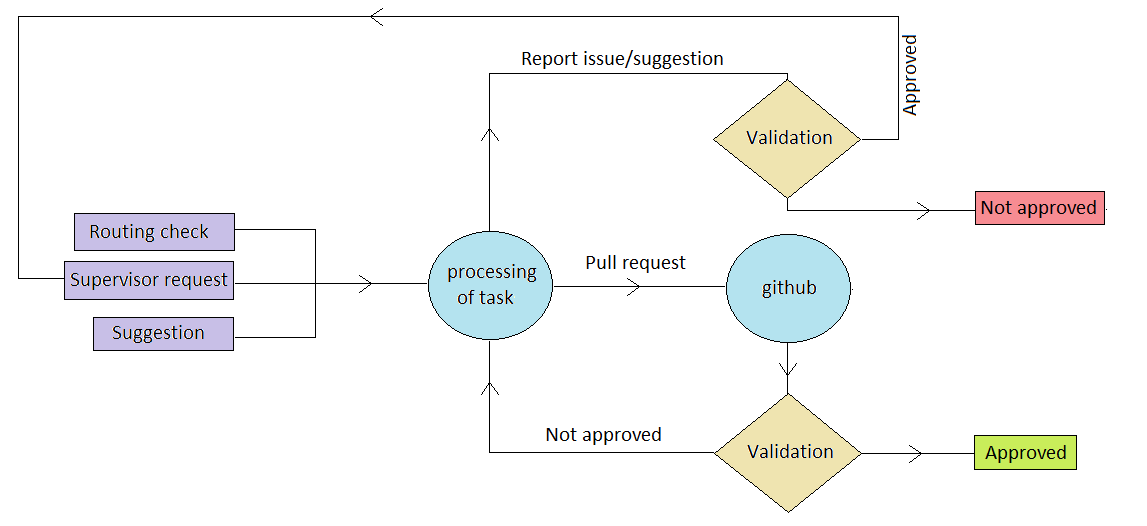 Report issue/suggestion
Approved
Validation
Not approved
Routing check
Supervisor request
Suggestion
processing
of task
Pull request
github
Not approved
Validation
Approved